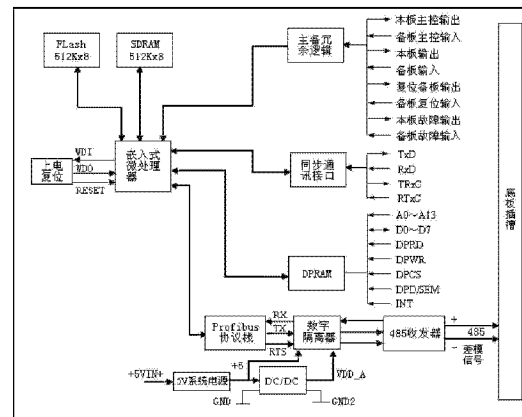 FLash
512Kx8
SDRAM
512Kx8
主备冗
余逻辑
本板主控输出
备板主控输入
本板输出
备板输入
复位备板输出
备板复位输入
本板故障输出
备板故障输入
上电
复位
WDI
WDO
RESET
嵌入式
微处理
器
同步通
讯接口
TxD
RxD
TRxC
RTxC
DPRAM
A0～A13
D0～D7
DPRD
DPWR
DPCS
DPD/SEM
INT
底板插槽
Profibus
协议栈
RX
TX
RTS
数字
隔离器
485收发器
+
485
-
差模
信号
+5VIN+
5V系统电源
+5
DC/DC
VDD_A
GND
GND2